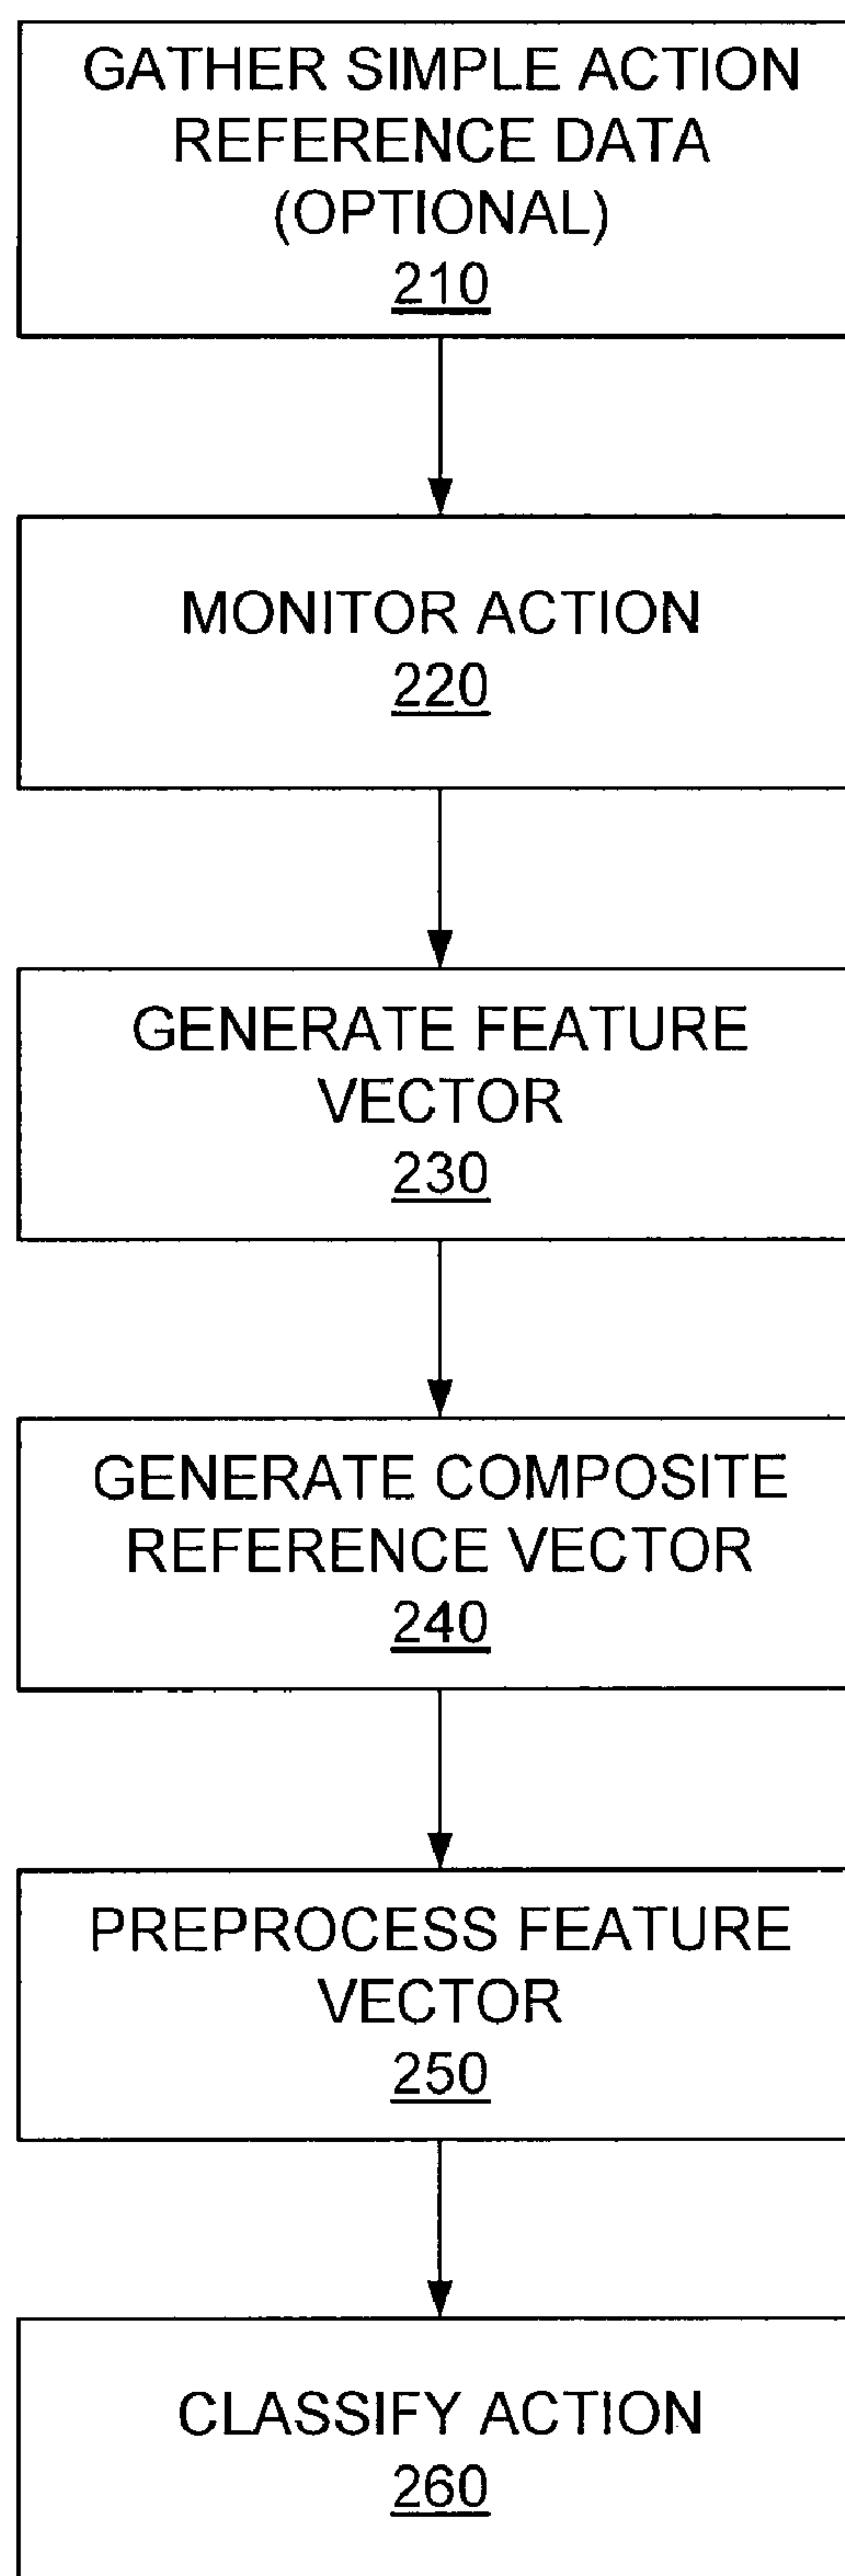 GATHER SIMPLE ACTION
REFERENCE DATA
(OPTIONAL)
210
MONITOR ACTION
220
GENERATE FEATURE
VECTOR
230
GENERATE COMPOSITE
REFERENCE VECTOR
240
PREPROCESS FEATURE
VECTOR
250
CLASSIFY ACTION
260